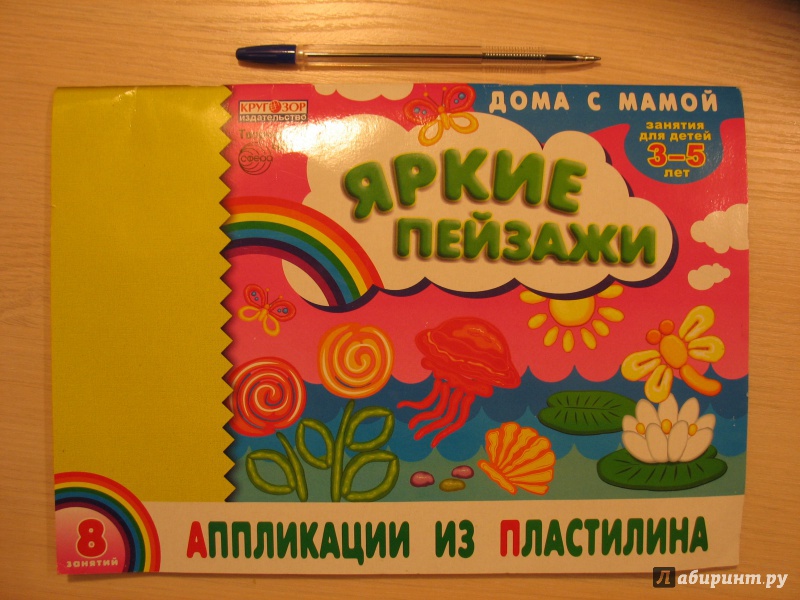 КРУГОЗОР
издательство
сфера
ДОМА С МАМОЙ
занятия
для детей
3–5
лет
ЯРКИЕ
ПЕЙЗАЖИ
8
занятий
АППЛИКАЦИИ ИЗ ПЛАСТИЛИНА
Лабиринт.ру